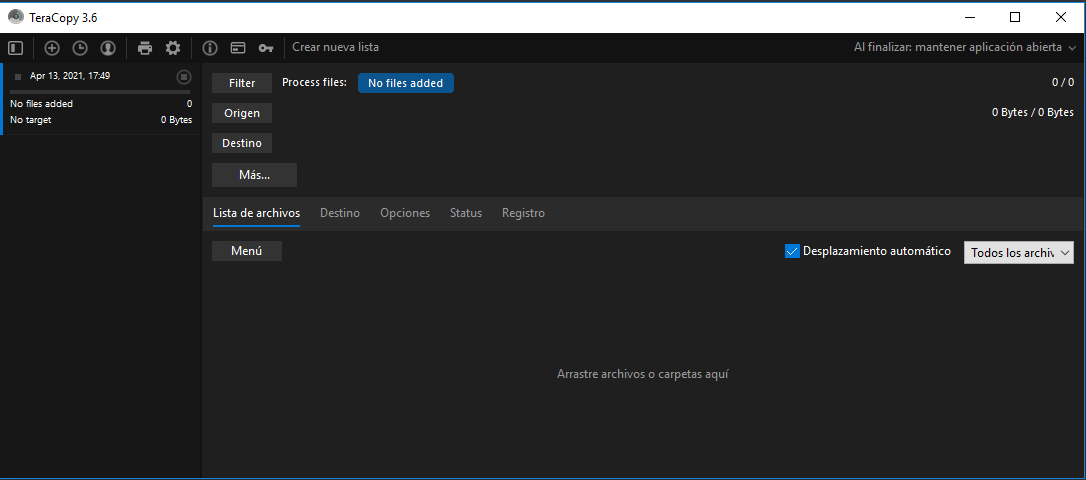 TeraCopy 3.6
Crear nueva lista
Al finalizar: mantener aplicación abierta
Apr 13, 2021, 17:49
No files added 0
No target 0 Bytes
Filter Process files: No files added 0 / 0
Origen 0 Bytes / 0 Bytes
Destino
Más...
Lista de archivos Destino Opciones Status Registro
Menú Desplazamiento automático Todos los archiv
Arrastre archivos o carpetas aquí